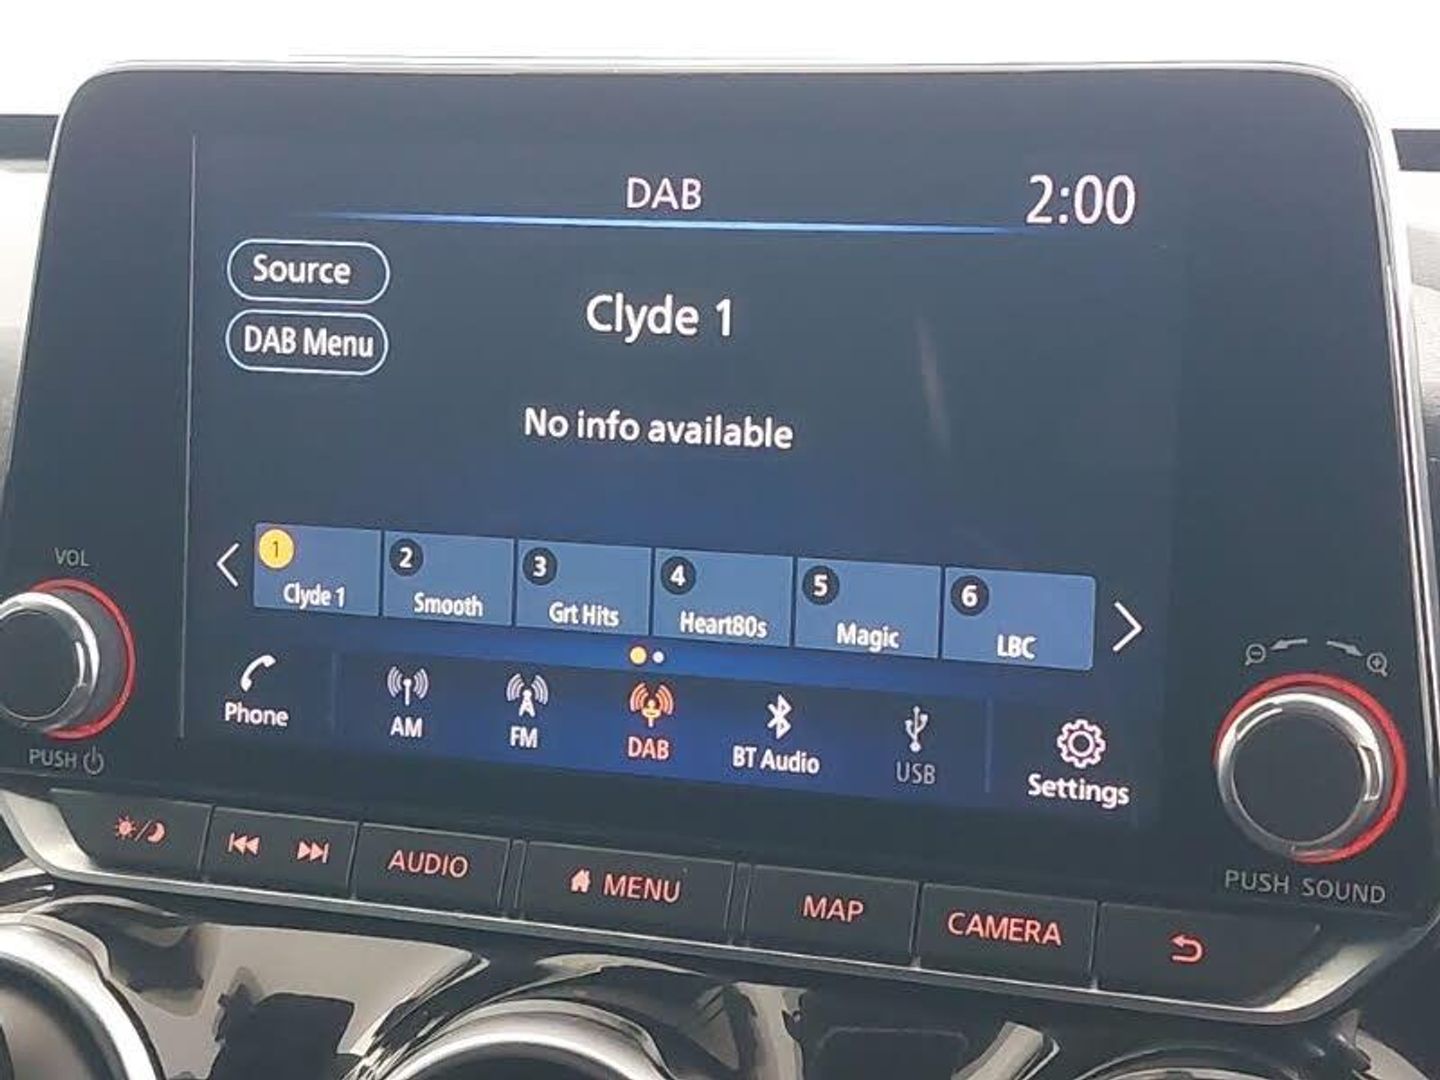 DAB
2:00
Source
DAB Menu
Clyde 1
No info available
1 Clyde 1
2 Smooth
3 Grt Hits
4 Heart80s
5 Magic
6 LBC
Phone
AM
FM
DAB
BT Audio
USB
Settings
VOL
PUSH
PUSH SOUND
AUDIO
MENU
MAP
CAMERA